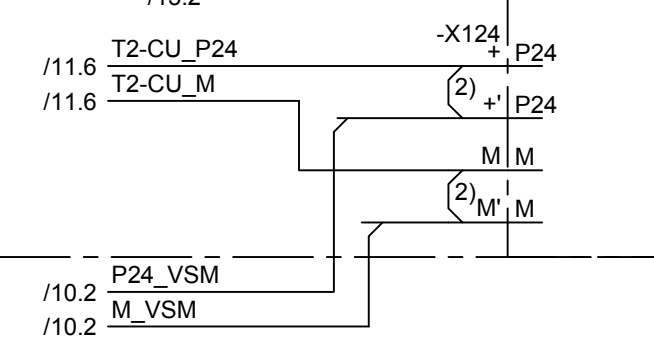 -X124
/11.6 T2-CU_P24 + P24
/11.6 T2-CU_M 2) +' P24
M M
2) M' M
/10.2 P24_VSM
/10.2 M_VSM